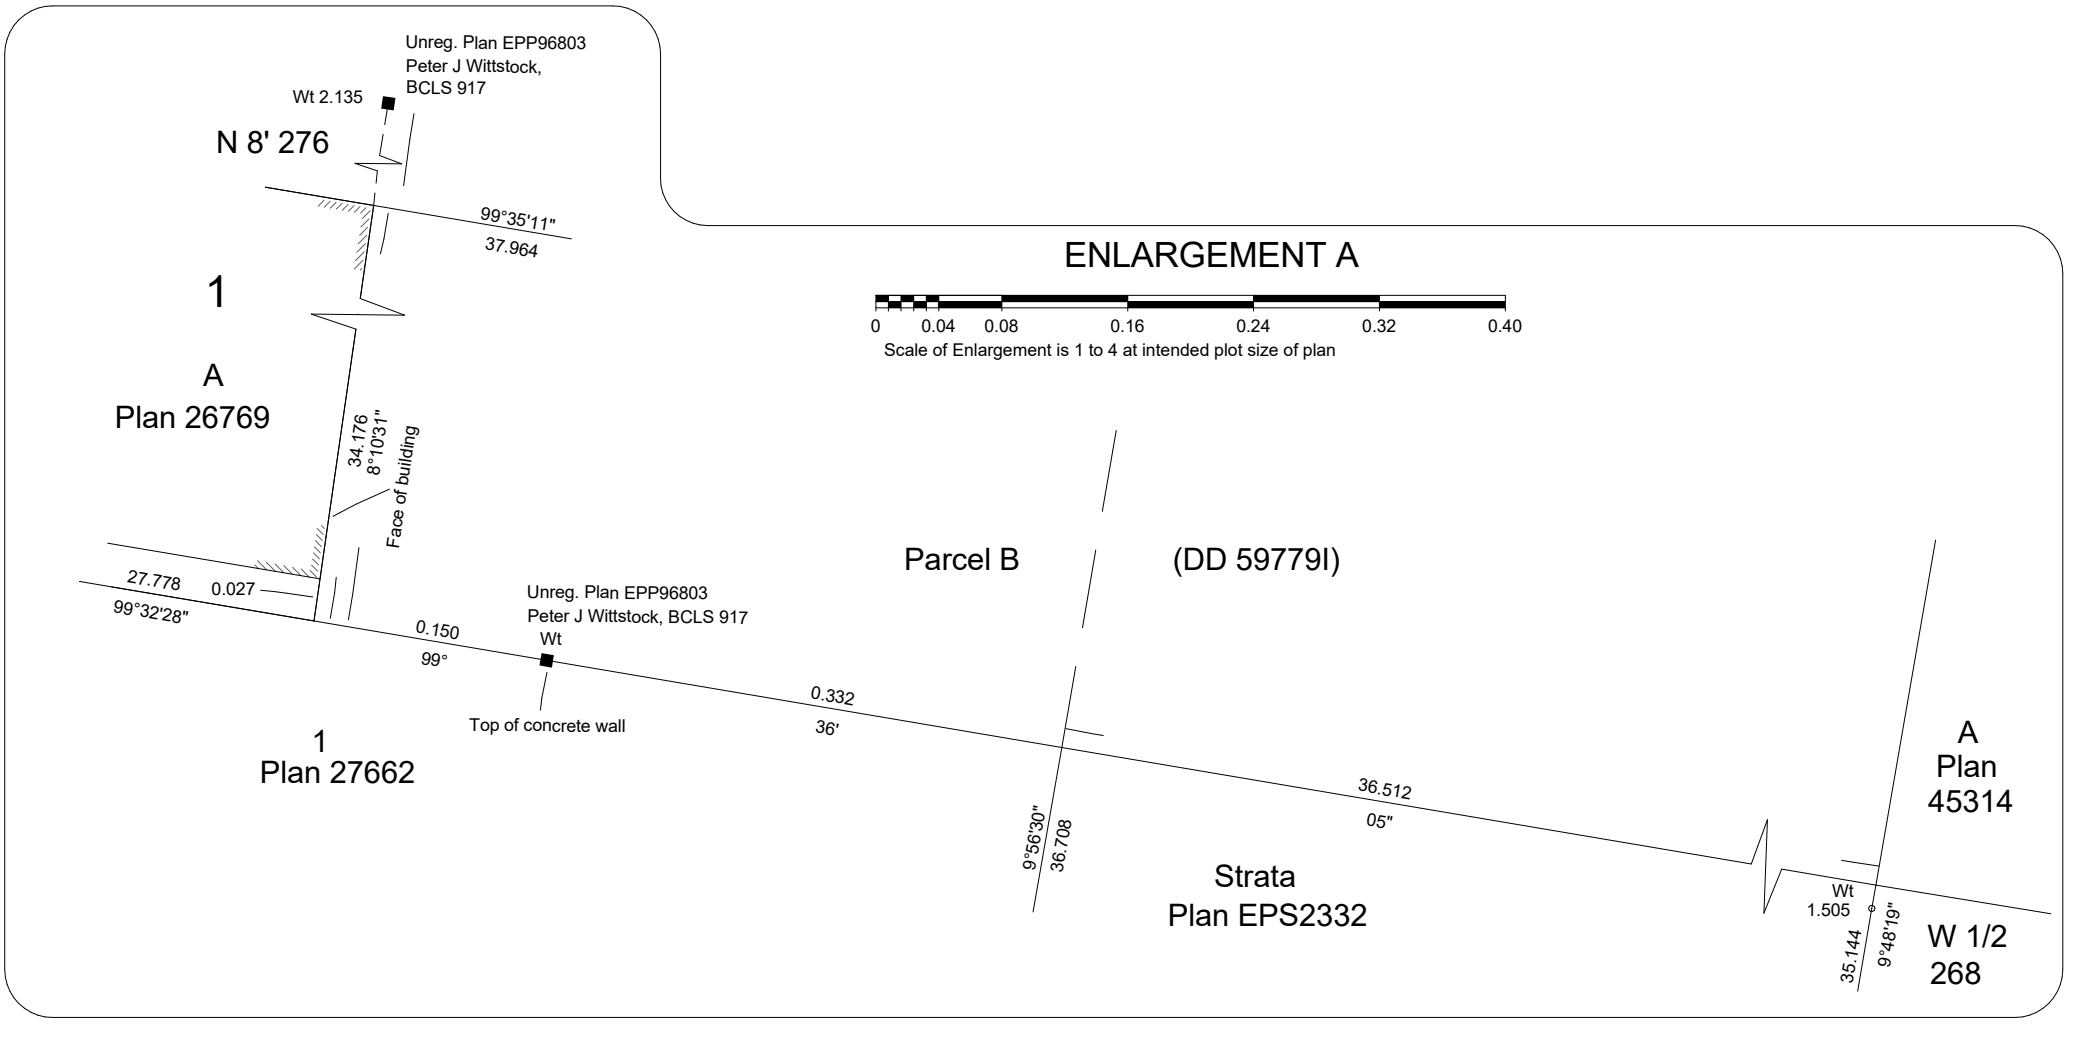 Unreg. Plan EPP96803
Peter J Wittstock,
BCLS 917
Wt 2.135
N 8' 276
99°35'11"
37.964
ENLARGEMENT A
0 0.04 0.08 0.16 0.24 0.32 0.40
Scale of Enlargement is 1 to 4 at intended plot size of plan
1
A
Plan 26769
34.176
8°10'31"
Face of building
Parcel B (DD 59779I)
27.778
0.027
99°32'28"
Unreg. Plan EPP96803
Peter J Wittstock, BCLS 917
Wt
0.150
99°
Top of concrete wall
0.332
36'
1
Plan 27662
36.512
05"
9°56'30"
36.708
Strata
Plan EPS2332
A
Plan
45314
Wt
1.505
35.144
9°48'19"
W 1/2
268